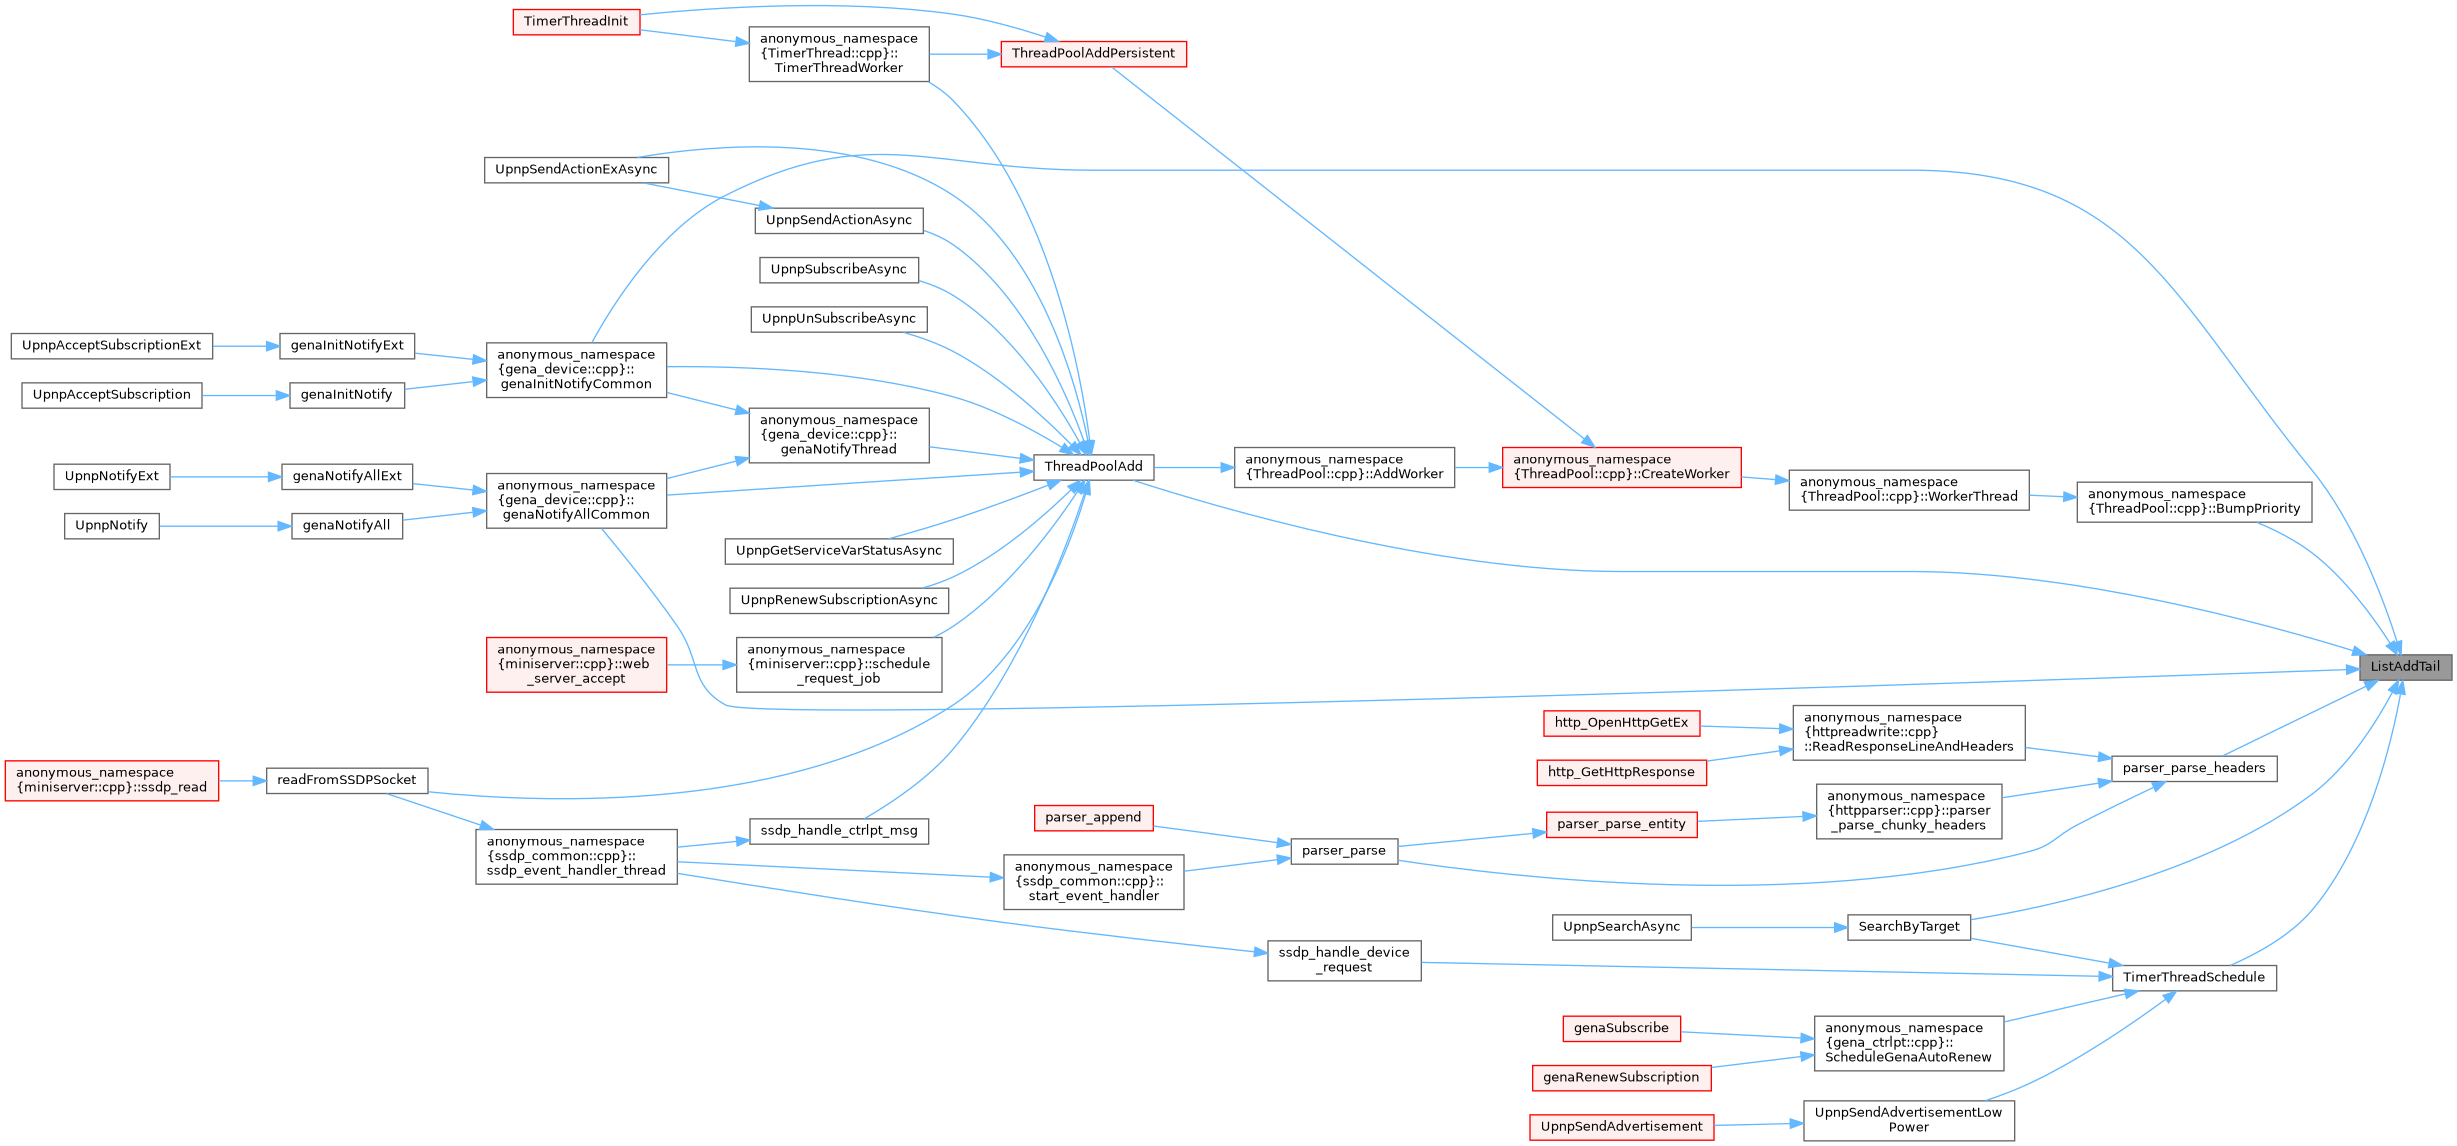 TimerThreadInit
anonymous_namespace
{TimerThread::cpp}::
TimerThreadWorker
ThreadPoolAddPersistent
UpnpSendActionExAsync
UpnpSendActionAsync
UpnpSubscribeAsync
UpnpUnSubscribeAsync
UpnpAcceptSubscriptionExt
genaInitNotifyExt
anonymous_namespace
{gena_device::cpp}::
genaInitNotifyCommon
UpnpAcceptSubscription
genaInitNotify
anonymous_namespace
{gena_device::cpp}::
genaNotifyThread
ThreadPoolAdd
anonymous_namespace
{ThreadPool::cpp}::AddWorker
anonymous_namespace
{ThreadPool::cpp}::CreateWorker
anonymous_namespace
{ThreadPool::cpp}::WorkerThread
anonymous_namespace
{ThreadPool::cpp}::BumpPriority
UpnpNotifyExt
genaNotifyAllExt
anonymous_namespace
{gena_device::cpp}::
genaNotifyAllCommon
UpnpNotify
genaNotifyAll
UpnpGetServiceVarStatusAsync
UpnpRenewSubscriptionAsync
anonymous_namespace
{miniserver::cpp}::web
_server_accept
anonymous_namespace
{miniserver::cpp}::schedule
_request_job
ListAddTail
http_OpenHttpGetEx
http_GetHttpResponse
anonymous_namespace
{httpreadwrite::cpp}
::ReadResponseLineAndHeaders
parser_parse_headers
anonymous_namespace
{miniserver::cpp}::ssdp_read
readFromSSDPSocket
anonymous_namespace
{ssdp_common::cpp}::
ssdp_event_handler_thread
ssdp_handle_ctrlpt_msg
parser_append
anonymous_namespace
{ssdp_common::cpp}::
start_event_handler
parser_parse
parser_parse_entity
anonymous_namespace
{httpparser::cpp}::parser
_parse_chunky_headers
UpnpSearchAsync
SearchByTarget
ssdp_handle_device
_request
TimerThreadSchedule
genaSubscribe
genaRenewSubscription
anonymous_namespace
{gena_ctrlpt::cpp}::
ScheduleGenaAutoRenew
UpnpSendAdvertisement
UpnpSendAdvertisementLow
Power